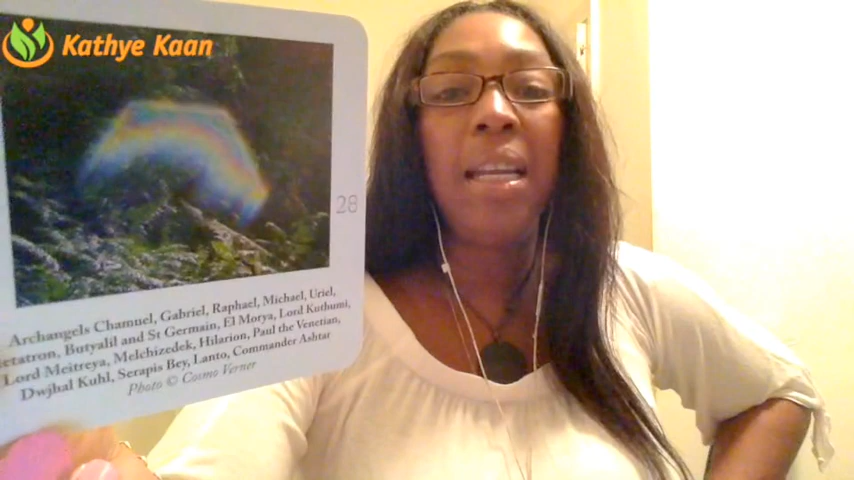 Kathye Kaan
28
Archangels Chamuel, Gabriel, Raphael, Michael, Uriel,
Butyalil and St Germain, El Morya, Lord Kuthumi,
Lord Meitreya, Melchizedek, Hilarion, Paul the Venetian,
Dwjhal Kuhl, Serapis Bey, Lanto, Commander Ashtar
Photo © Cosmo Verner